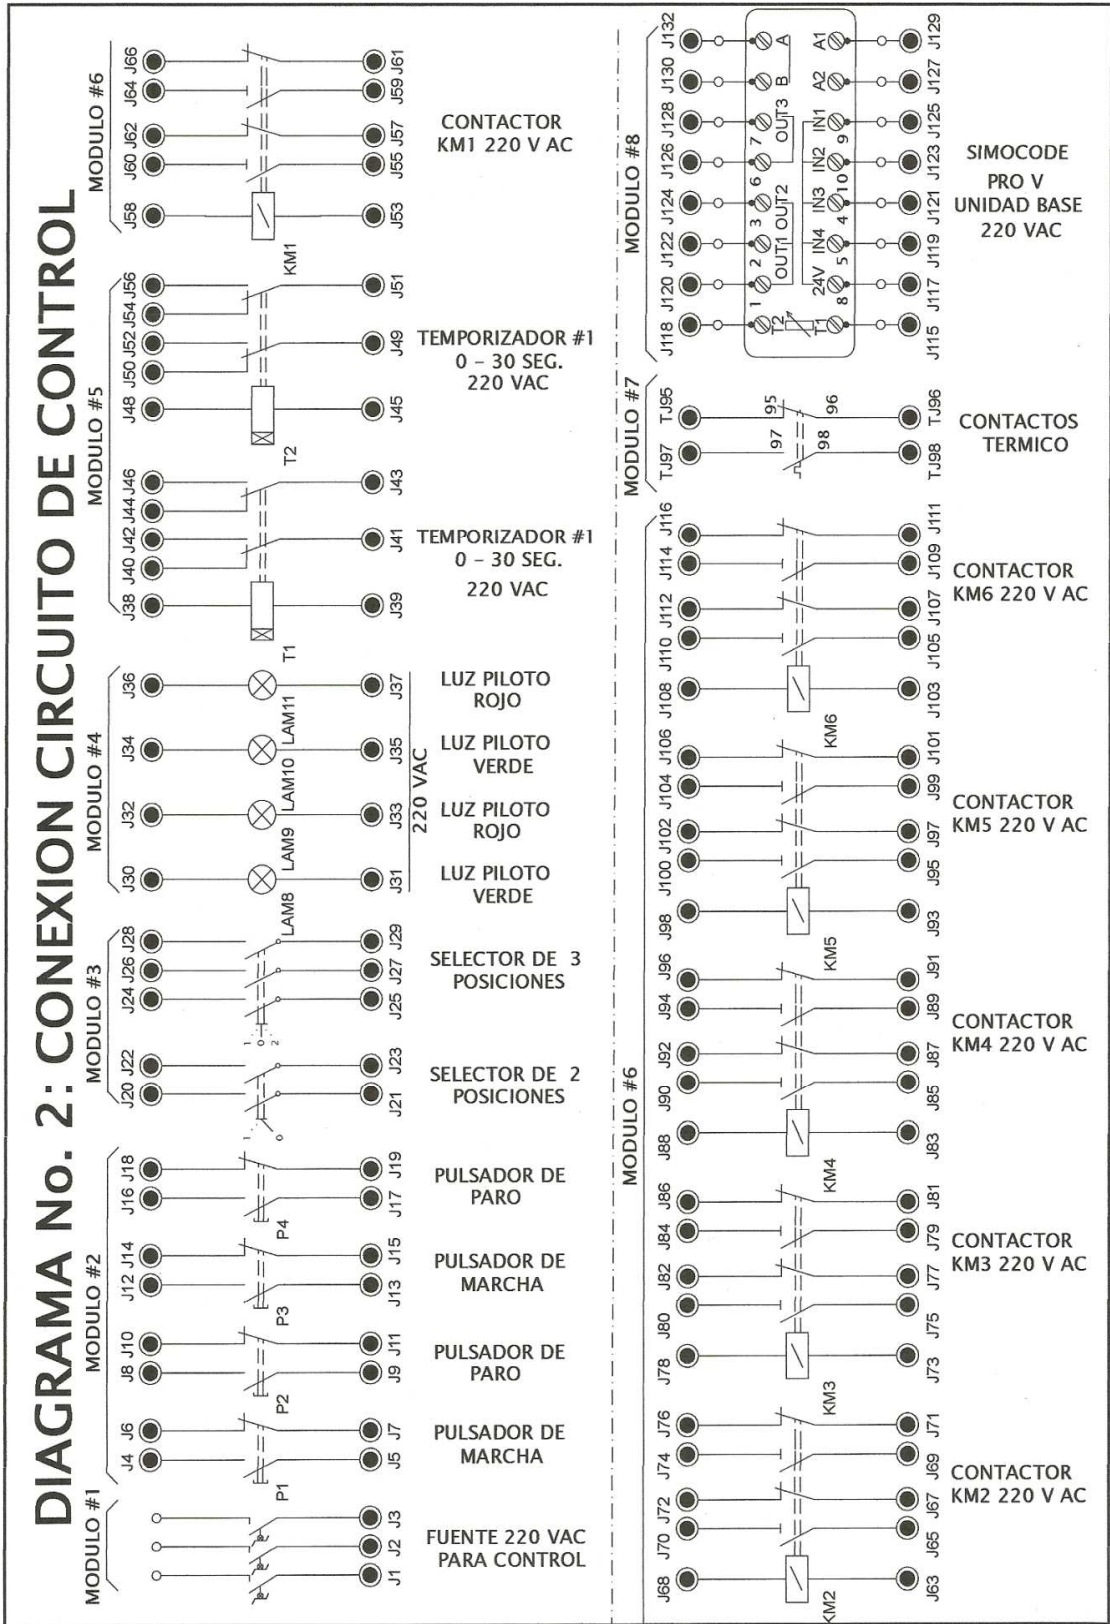 DIAGRAMA No. 2: CONEXION CIRCUITO DE CONTROL
MODULO #1
J1 J2 J3
FUENTE 220 VAC
PARA CONTROL
MODULO #2
J4 J6
P1
J5 J7
PULSADOR DE
MARCHA
J8 J10
P2
J9 J11
PULSADOR DE
PARO
J12 J14
P3
J13 J15
PULSADOR DE
MARCHA
J16 J18
P4
J17 J19
PULSADOR DE
PARO
MODULO #3
J20 J22
1 0
J21 J23
SELECTOR DE 2
POSICIONES
J24 J26 J28
1 0 2
J25 J27 J29
SELECTOR DE 3
POSICIONES
MODULO #4
J30 J32 J34 J36
LAM8 LAM9 LAM10 LAM11
J31 J33 J35 J37
220 VAC
LUZ PILOTO
VERDE
LUZ PILOTO
ROJO
LUZ PILOTO
VERDE
LUZ PILOTO
ROJO
MODULO #5
J38 J40 J42 J44 J46
T1
J39 J41 J43
TEMPORIZADOR #1
0 – 30 SEG.
220 VAC
J48 J50 J52 J54 J56
T2
J45 J49 J51
TEMPORIZADOR #1
0 – 30 SEG.
220 VAC
MODULO #6
J58 J60 J62 J64 J66
KM1
J53 J55 J57 J59 J61
CONTACTOR
KM1 220 V AC
MODULO #6
J68 J70 J72 J74 J76
KM2
J63 J65 J67 J69 J71
CONTACTOR
KM2 220 V AC
J78 J80 J82 J84 J86
KM3
J73 J75 J77 J79 J81
CONTACTOR
KM3 220 V AC
J88 J90 J92 J94 J96
KM4
J83 J85 J87 J89 J91
CONTACTOR
KM4 220 V AC
J98 J100 J102 J104 J106
KM5
J93 J95 J97 J99 J101
CONTACTOR
KM5 220 V AC
J108 J110 J112 J114 J116
KM6
J103 J105 J107 J109 J111
CONTACTOR
KM6 220 V AC
MODULO #7
TJ97 TJ95
97 95
98 96
TJ98 TJ96
CONTACTOS
TERMICO
MODULO #8
J118 J120 J122 J124 J126 J128 J130 J132
T2 1 2 3 6 7 B A
OUT1 OUT2 OUT3
T1 24V IN4 IN3 IN2 IN1 A2 A1
8 5 4 10 9
J115 J117 J119 J121 J123 J125 J127 J129
SIMOCODE
PRO V
UNIDAD BASE
220 VAC